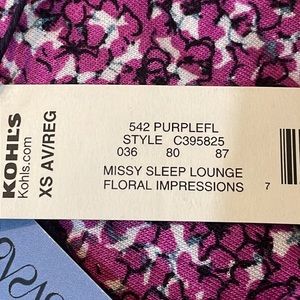 KOHL'S
Kohls.com
XS AV/REG
542 PURPLEFL
STYLE C395825
036 80 87
MISSY SLEEP LOUNGE
FLORAL IMPRESSIONS 7